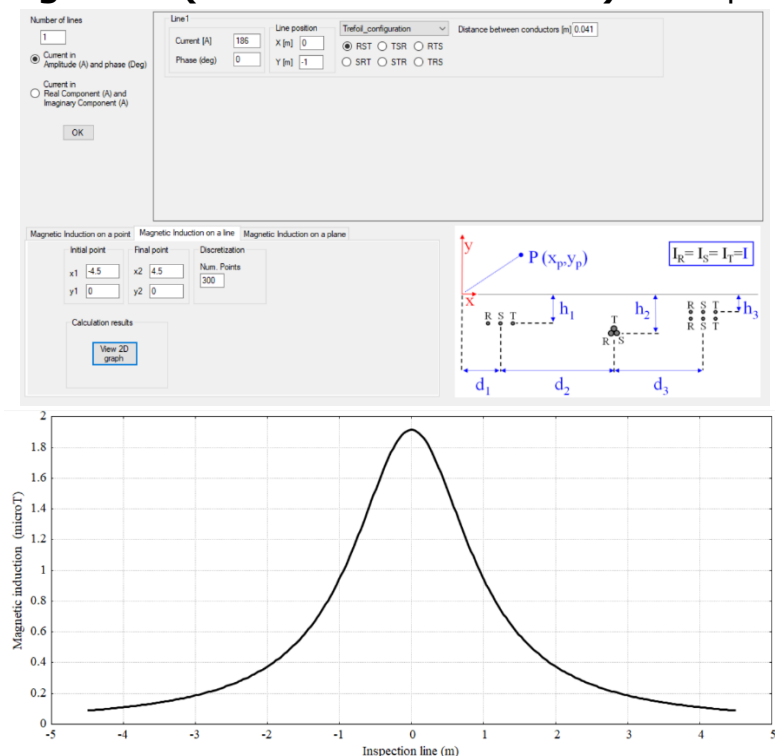 Number of lines
1
Current in
Amplitude (A) and phase (Deg)
Current in
Real Component (A) and
Imaginary Component (A)
OK
Line1
Current [A] 186
Phase (deg) 0
Line position
X [m] 0
Y [m] -1
Trefoil_configuration
RST TSR RTS
SRT STR TRS
Distance between conductors [m] 0.041
Magnetic Induction on a point Magnetic Induction on a line Magnetic Induction on a plane
Initial point
x1 -4.5
y1 0
Final point
x2 4.5
y2 0
Discretization
Num. Points
300
Calculation results
View 2D
graph
y
P (xp,yp)
IR= IS= IT=I
x
h1
h2
h3
R S T
T
R S
R S T
R S T
d1
d2
d3
2
1.8
1.6
1.4
1.2
1
0.8
0.6
0.4
0.2
0
Magnetic induction (microT)
-5 -4 -3 -2 -1 0 1 2 3 4 5
Inspection line (m)